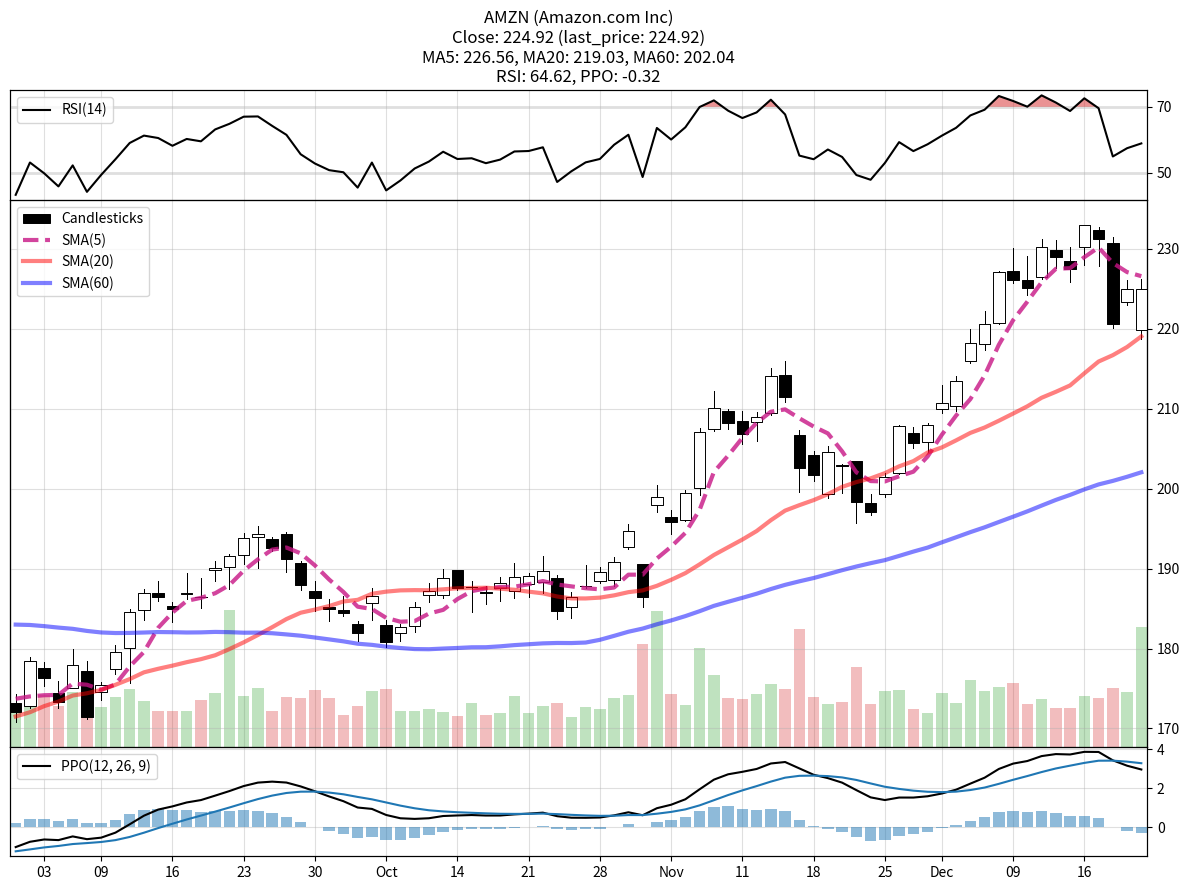 AMZN (Amazon.com Inc)
Close: 224.92 (last_price: 224.92)
MA5: 226.56, MA20: 219.03, MA60: 202.04
RSI: 64.62, PPO: -0.32
RSI(14)
70
50
Candlesticks
SMA(5)
SMA(20)
SMA(60)
230
220
210
200
190
180
170
PPO(12, 26, 9)
4
2
0
03 09 16 23 30 Oct 14 21 28 Nov 11 18 25 Dec 09 16